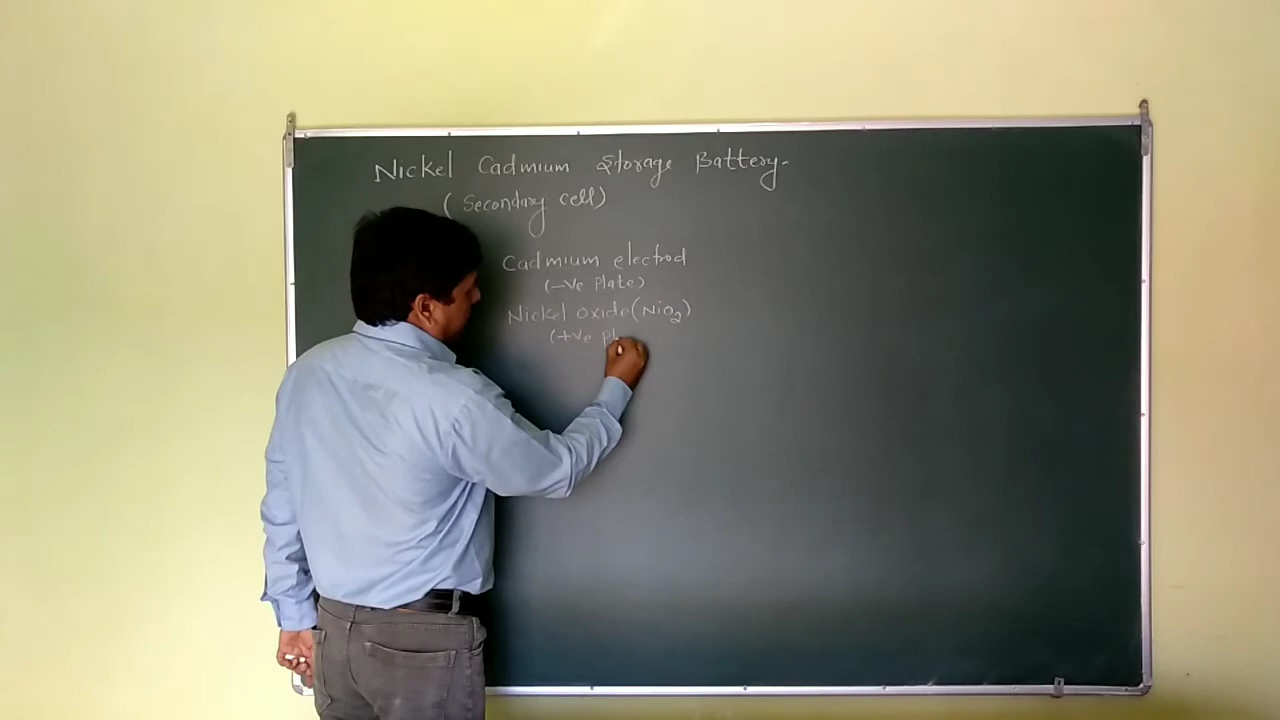 Nickel Cadmium Storage Battery.
(Secondary cell)
Cadmium electrod
(-Ve Plate)
Nickel oxide (NiO2)
(+Ve pl